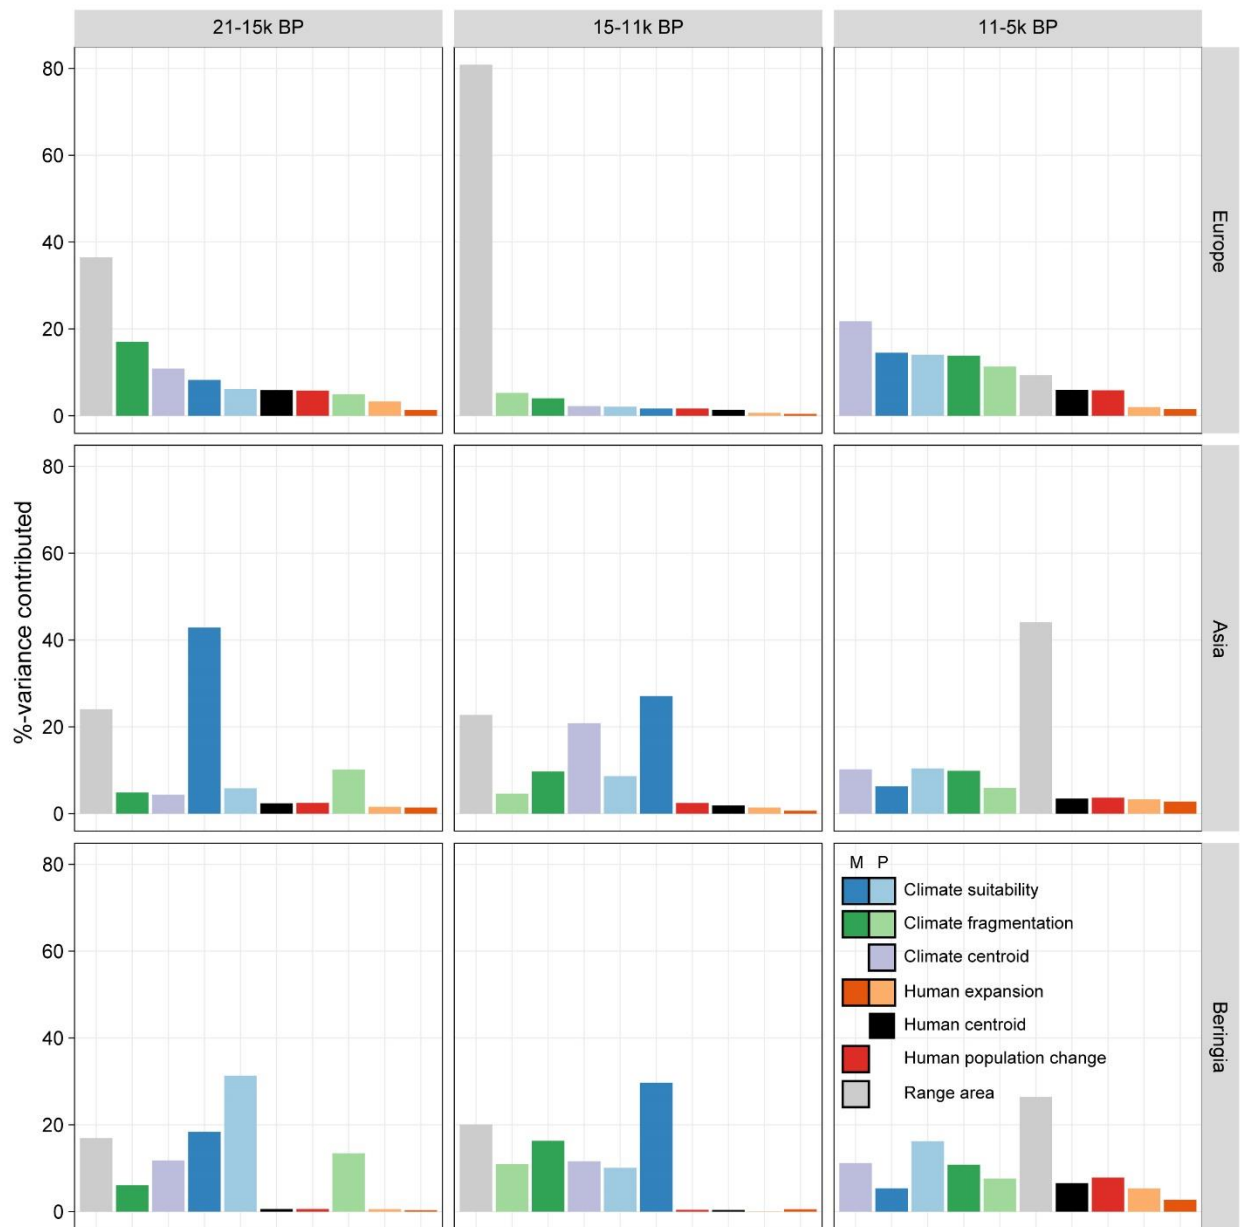 21-15k BP
15-11k BP
11-5k BP
80
60
40
20
0
Europe
80
60
40
20
0
Asia
%-variance contributed
80
60
40
20
0
M P
Climate suitability
Climate fragmentation
Climate centroid
Human expansion
Human centroid
Human population change
Range area
Beringia